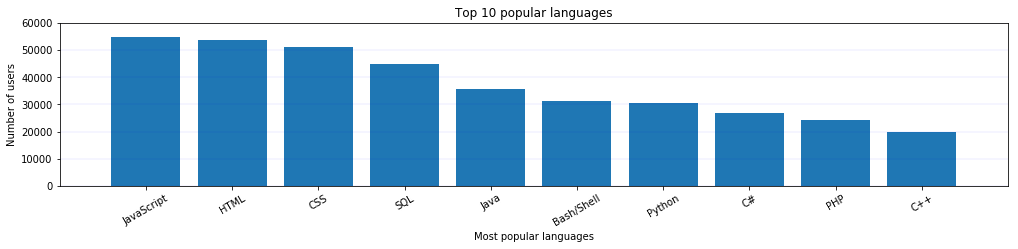 Top 10 popular languages
Number of users
60000
50000
40000
30000
20000
10000
0
JavaScript
HTML
CSS
SQL
Java
Bash/Shell
Python
C#
PHP
C++
Most popular languages